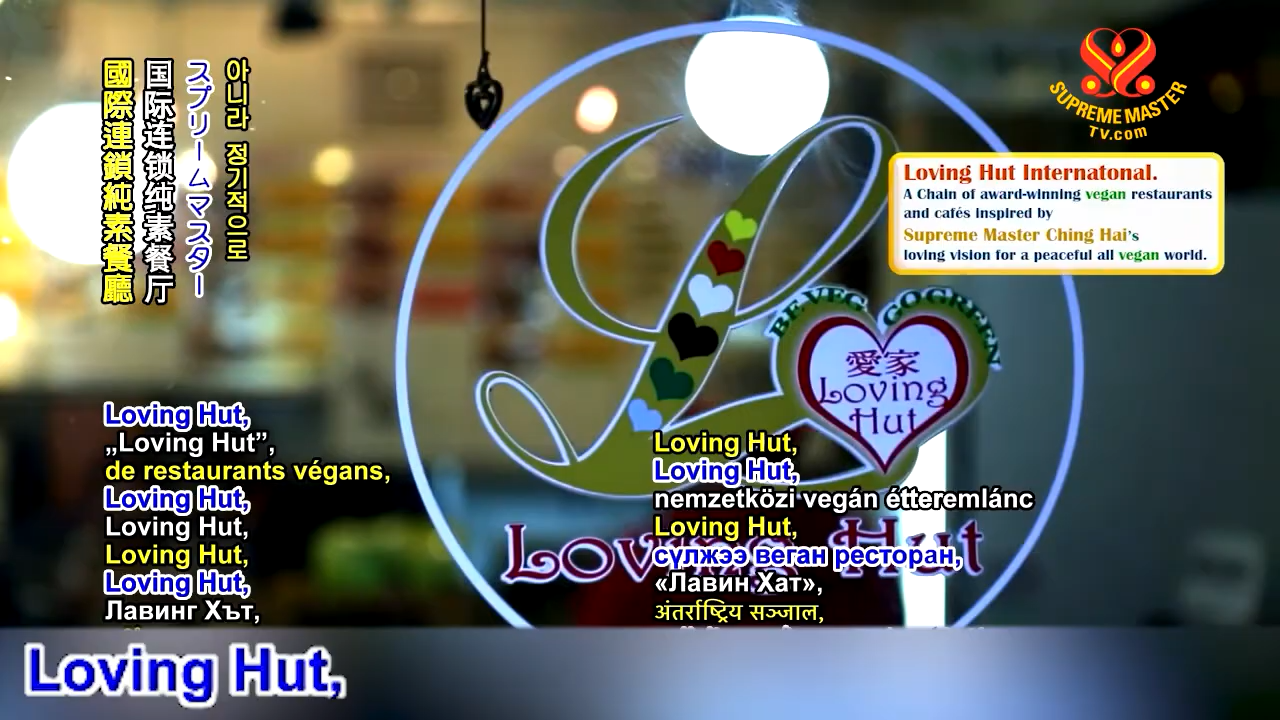 國際連鎖純素餐廳
国际连锁纯素餐厅
スプリームマスター
아니라 정기적으로
SUPREME MASTER
TV.com
Loving Hut Internatonal.
A Chain of award-winning vegan restaurants
and cafés inspired by
Supreme Master Ching Hai's
loving vision for a peaceful all vegan world.
BE VEG GO GREEN
愛家
Loving
Hut
Loving Hut
Loving Hut,
„Loving Hut”,
de restaurants végans,
Loving Hut,
Loving Hut,
Loving Hut,
Loving Hut,
Лавинг Хът,
Loving Hut,
Loving Hut,
nemzetközi vegán étteremlánc
Loving Hut,
сүлжээ веган ресторан,
«Лавин Хат»,
अंतर्राष्ट्रिय सञ्जाल,
Loving Hut,